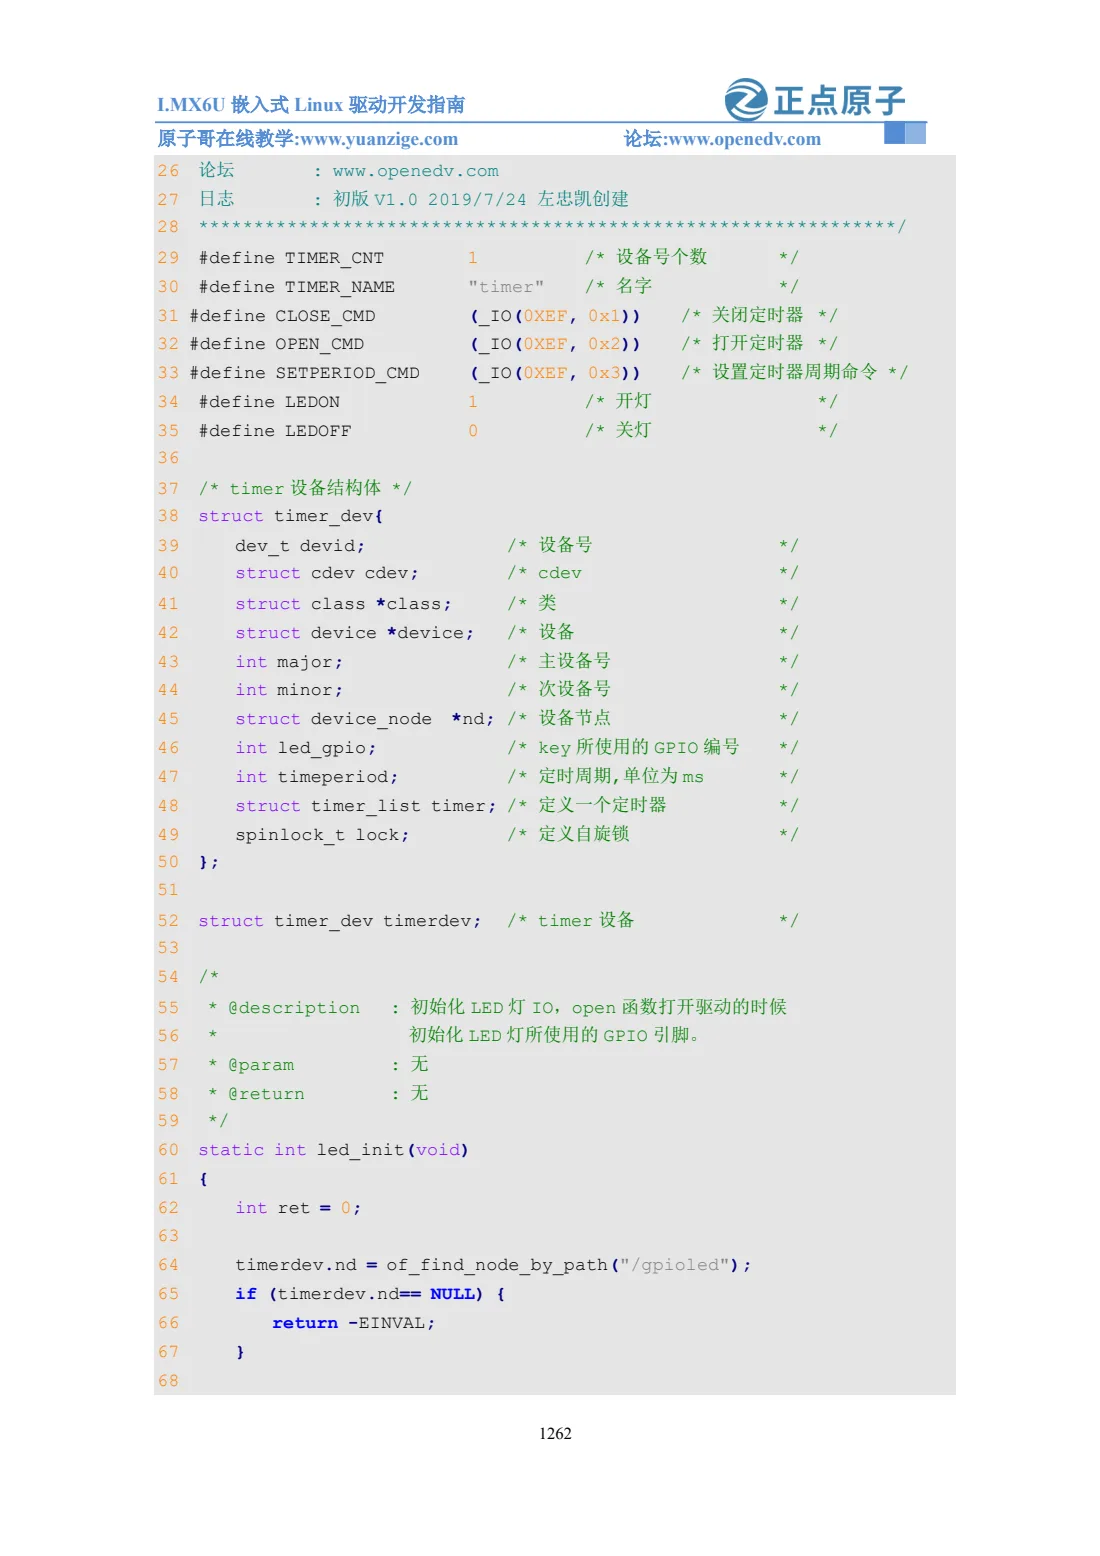 I.MX6U 嵌入式 Linux 驱动开发指南
正点原子
原子哥在线教学:www.yuanzige.com 论坛:www.openedv.com
26 论坛 : www.openedv.com
27 日志 : 初版 V1.0 2019/7/24 左忠凯创建
28 ***************************************************************/
29 #define TIMER_CNT 1 /* 设备号个数 */
30 #define TIMER_NAME "timer" /* 名字 */
31 #define CLOSE_CMD (_IO(0XEF, 0x1)) /* 关闭定时器 */
32 #define OPEN_CMD (_IO(0XEF, 0x2)) /* 打开定时器 */
33 #define SETPERIOD_CMD (_IO(0XEF, 0x3)) /* 设置定时器周期命令 */
34 #define LEDON 1 /* 开灯 */
35 #define LEDOFF 0 /* 关灯 */
36
37 /* timer 设备结构体 */
38 struct timer_dev{
39 dev_t devid; /* 设备号 */
40 struct cdev cdev; /* cdev */
41 struct class *class; /* 类 */
42 struct device *device; /* 设备 */
43 int major; /* 主设备号 */
44 int minor; /* 次设备号 */
45 struct device_node *nd; /* 设备节点 */
46 int led_gpio; /* key 所使用的 GPIO 编号 */
47 int timeperiod; /* 定时周期,单位为 ms */
48 struct timer_list timer; /* 定义一个定时器 */
49 spinlock_t lock; /* 定义自旋锁 */
50 };
51
52 struct timer_dev timerdev; /* timer 设备 */
53
54 /*
55 * @description : 初始化 LED 灯 IO，open 函数打开驱动的时候
56 * 初始化 LED 灯所使用的 GPIO 引脚。
57 * @param : 无
58 * @return : 无
59 */
60 static int led_init(void)
61 {
62 int ret = 0;
63
64 timerdev.nd = of_find_node_by_path("/gpioled");
65 if (timerdev.nd== NULL) {
66 return -EINVAL;
67 }
68
1262